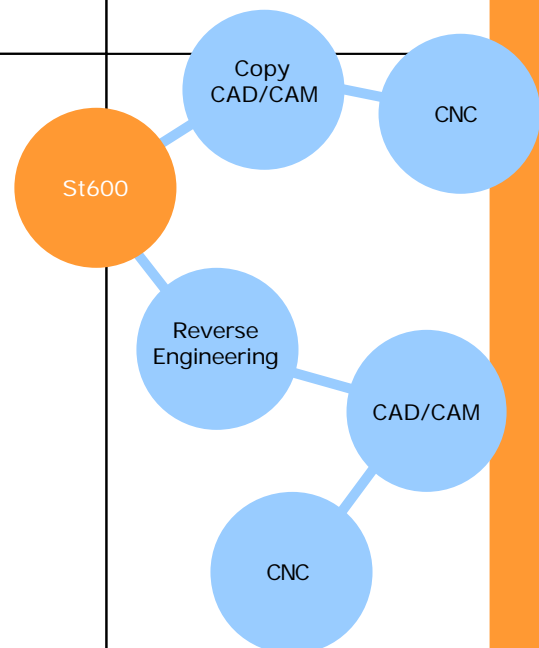 Copy
CAD/CAM
CNC
St600
Reverse
Engineering
CAD/CAM
CNC